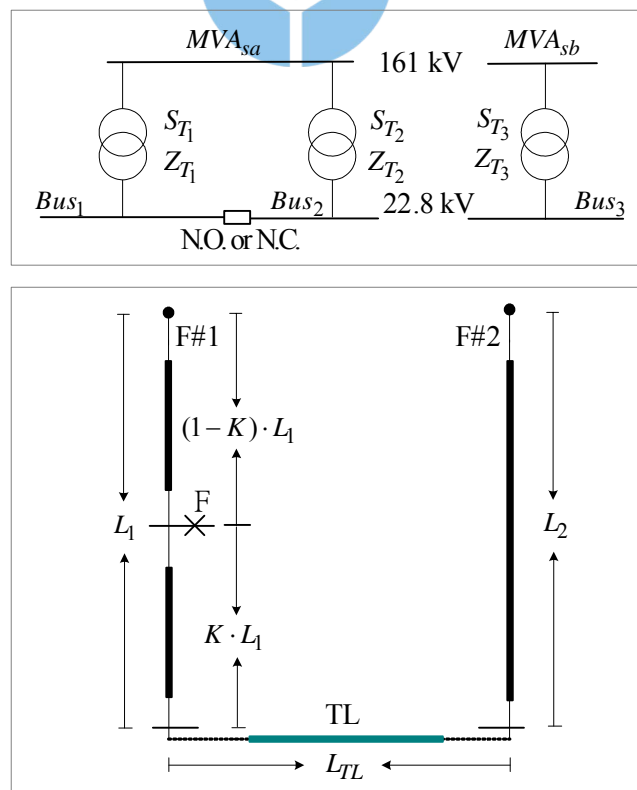 MVA_sa 161 kV MVA_sb
S_T1 S_T2 S_T3
Z_T1 Z_T2 Z_T3
Bus_1 Bus_2 22.8 kV Bus_3
N.O. or N.C.
F#1 F#2
(1−K)·L_1
F
L_1 L_2
K·L_1
TL
L_TL